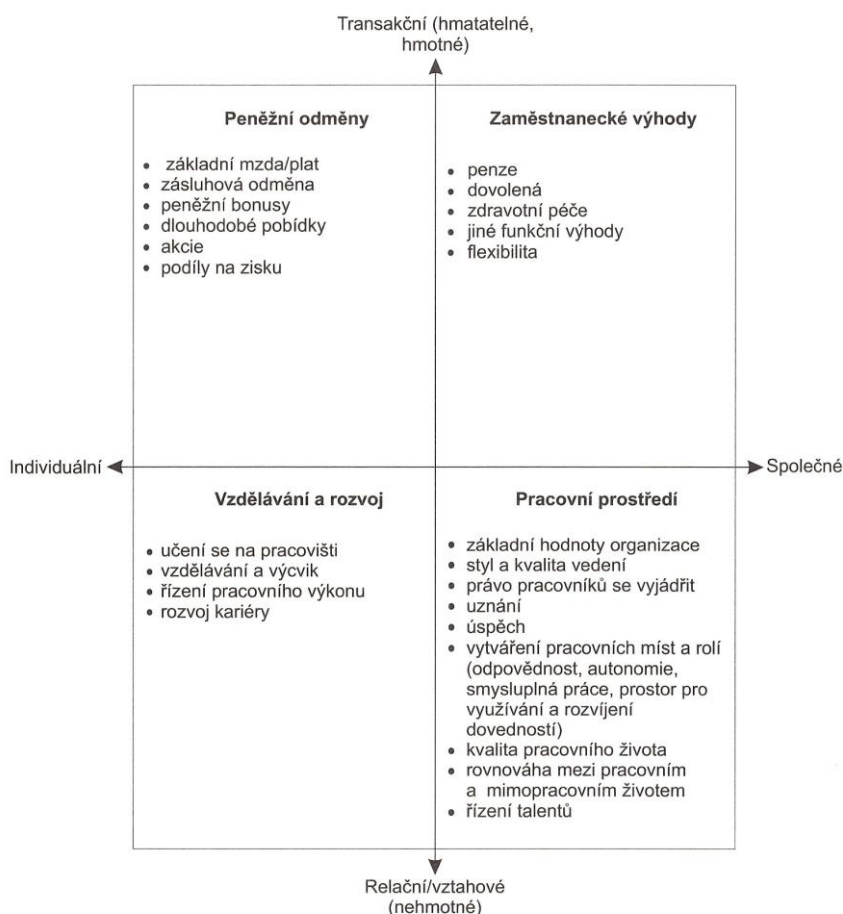 Transakční (hmatatelné,
hmotné)
Peněžní odměny
základní mzda/plat
zásluhová odměna
peněžní bonusy
dlouhodobé pobídky
akcie
podíly na zisku
Zaměstnanecké výhody
penze
dovolená
zdravotní péče
jiné funkční výhody
flexibilita
Individuální
Společné
Vzdělávání a rozvoj
učení se na pracovišti
vzdělávání a výcvik
řízení pracovního výkonu
rozvoj kariéry
Pracovní prostředí
základní hodnoty organizace
styl a kvalita vedení
právo pracovníků se vyjádřit
uznání
úspěch
vytváření pracovních míst a rolí
(odpovědnost, autonomie,
smysluplná práce, prostor pro
využívání a rozvíjení
dovedností)
kvalita pracovního života
rovnováha mezi pracovním
a mimopracovním životem
řízení talentů
Relační/vztahové
(nehmotné)